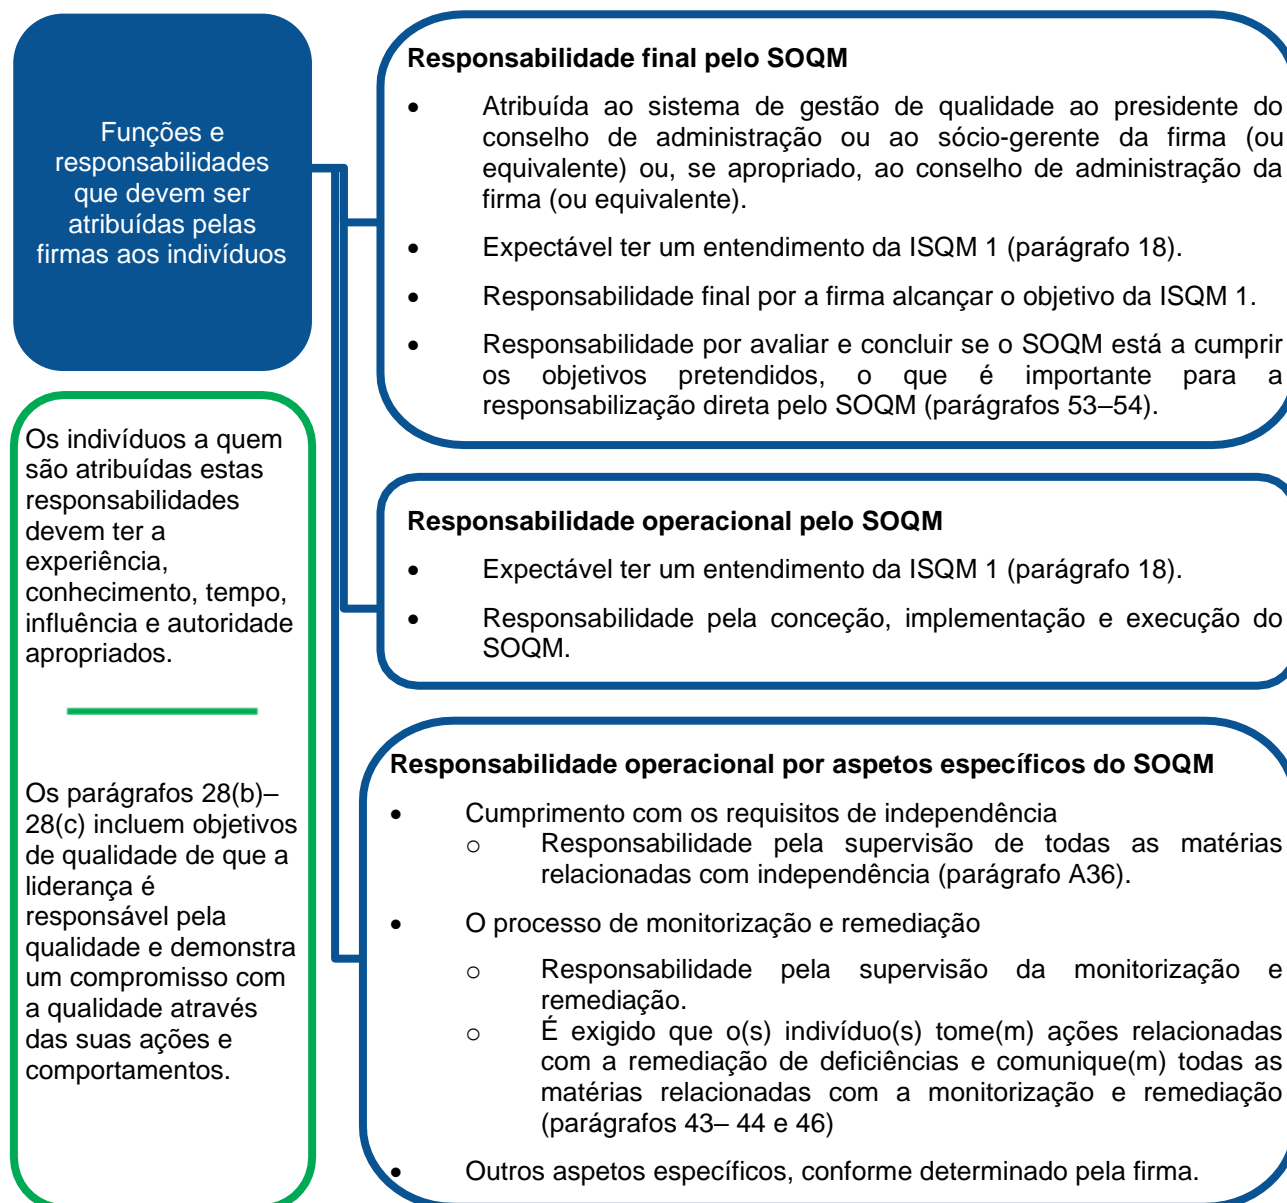 Funções e
responsabilidades
que devem ser
atribuídas pelas
firmas aos indivíduos
Os indivíduos a quem
são atribuídas estas
responsabilidades
devem ter a
experiência,
conhecimento, tempo,
influência e autoridade
apropriados.
Os parágrafos 28(b)–
28(c) incluem objetivos
de qualidade de que a
liderança é
responsável pela
qualidade e demonstra
um compromisso com
a qualidade através
das suas ações e
comportamentos.
Responsabilidade final pelo SOQM
• Atribuída ao sistema de gestão de qualidade ao presidente do
conselho de administração ou ao sócio-gerente da firma (ou
equivalente) ou, se apropriado, ao conselho de administração da
firma (ou equivalente).
• Expectável ter um entendimento da ISQM 1 (parágrafo 18).
• Responsabilidade final por a firma alcançar o objetivo da ISQM 1.
• Responsabilidade por avaliar e concluir se o SOQM está a cumprir
os objetivos pretendidos, o que é importante para a
responsabilização direta pelo SOQM (parágrafos 53–54).
Responsabilidade operacional pelo SOQM
• Expectável ter um entendimento da ISQM 1 (parágrafo 18).
• Responsabilidade pela conceção, implementação e execução do
SOQM.
Responsabilidade operacional por aspetos específicos do SOQM
• Cumprimento com os requisitos de independência
o Responsabilidade pela supervisão de todas as matérias
relacionadas com independência (parágrafo A36).
• O processo de monitorização e remediação
o Responsabilidade pela supervisão da monitorização e
remediação.
o É exigido que o(s) indivíduo(s) tome(m) ações relacionadas
com a remediação de deficiências e comunique(m) todas as
matérias relacionadas com a monitorização e remediação
(parágrafos 43– 44 e 46)
• Outros aspetos específicos, conforme determinado pela firma.